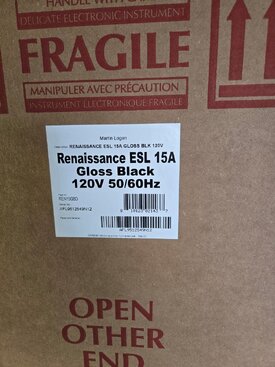 HANDLE WITH CARE
DELICATE ELECTRONIC INSTRUMENT
FRAGILE
MANIPULER AVEC PRÉCAUTION
INSTRUMENT ÉLECTRONIQUE FRAGILE
Martin Logan
RENAISSANCE ESL 15A GLOSS BLK 120V
Renaissance ESL 15A
Gloss Black
120V 50/60Hz
OPEN
OTHER
END